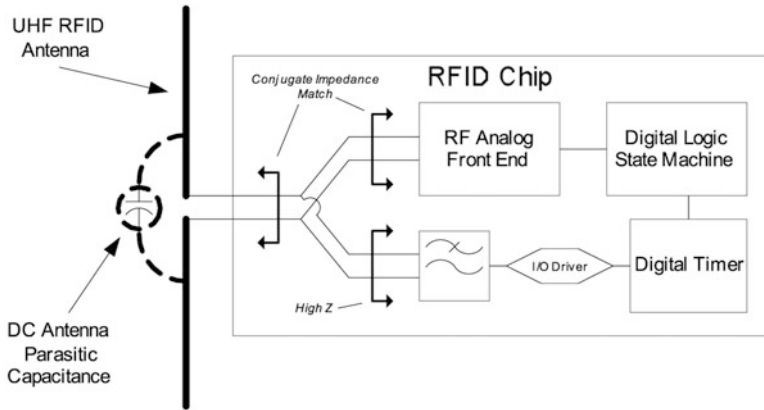 UHF RFID
Antenna
Conjugate Impedance
Match
RFID Chip
RF Analog
Front End
Digital Logic
State Machine
I/O Driver
Digital Timer
High Z
DC Antenna
Parasitic
Capacitance